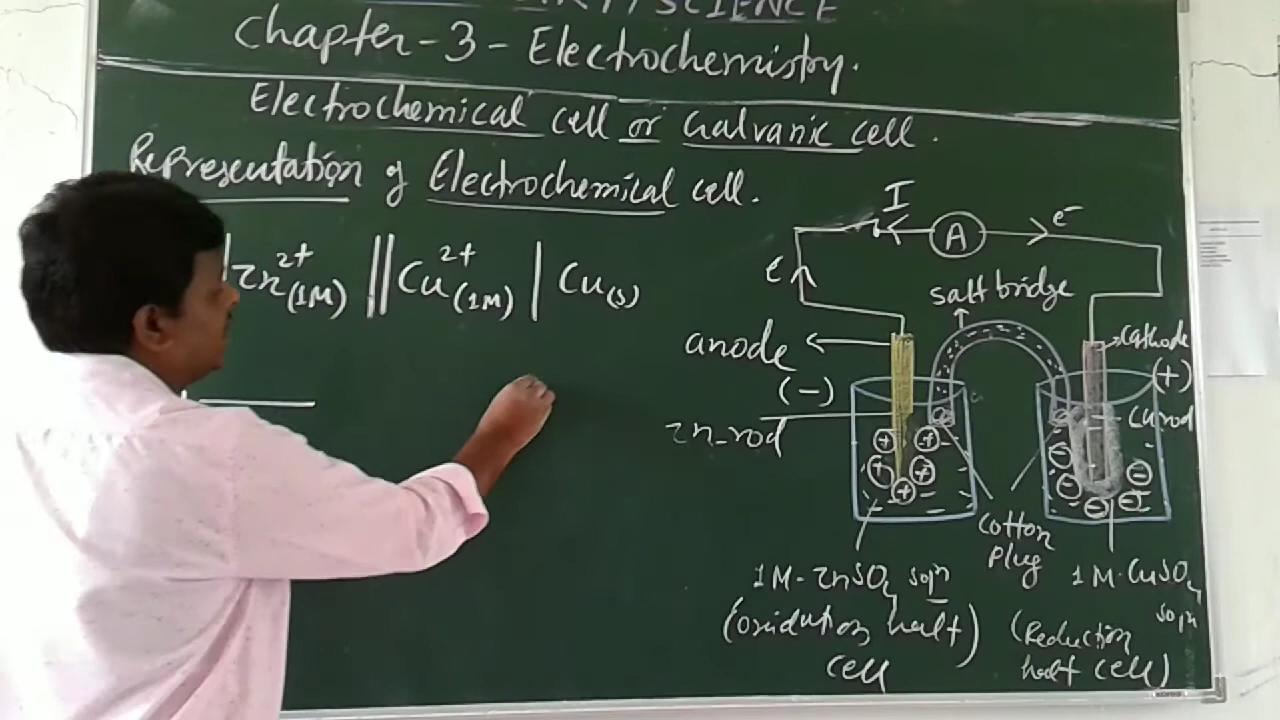 SCIENCE
Chapter-3-Electrochemistry.
Electrochemical cell or Galvanic cell.
Representation of Electrochemical cell.
Zn²⁺(1M) || Cu²⁺(1M) | Cu(s)
I
A
e⁻
e
salt bridge
anode
(-)
Zn-rod
cathode
(+)
Cu rod
+ + + + + +
- - - - -
cotton
plug
1M-ZnSO₄ soln
(oxidation half)
cell
1M-CuSO₄
soln
(Reduction
half cell)